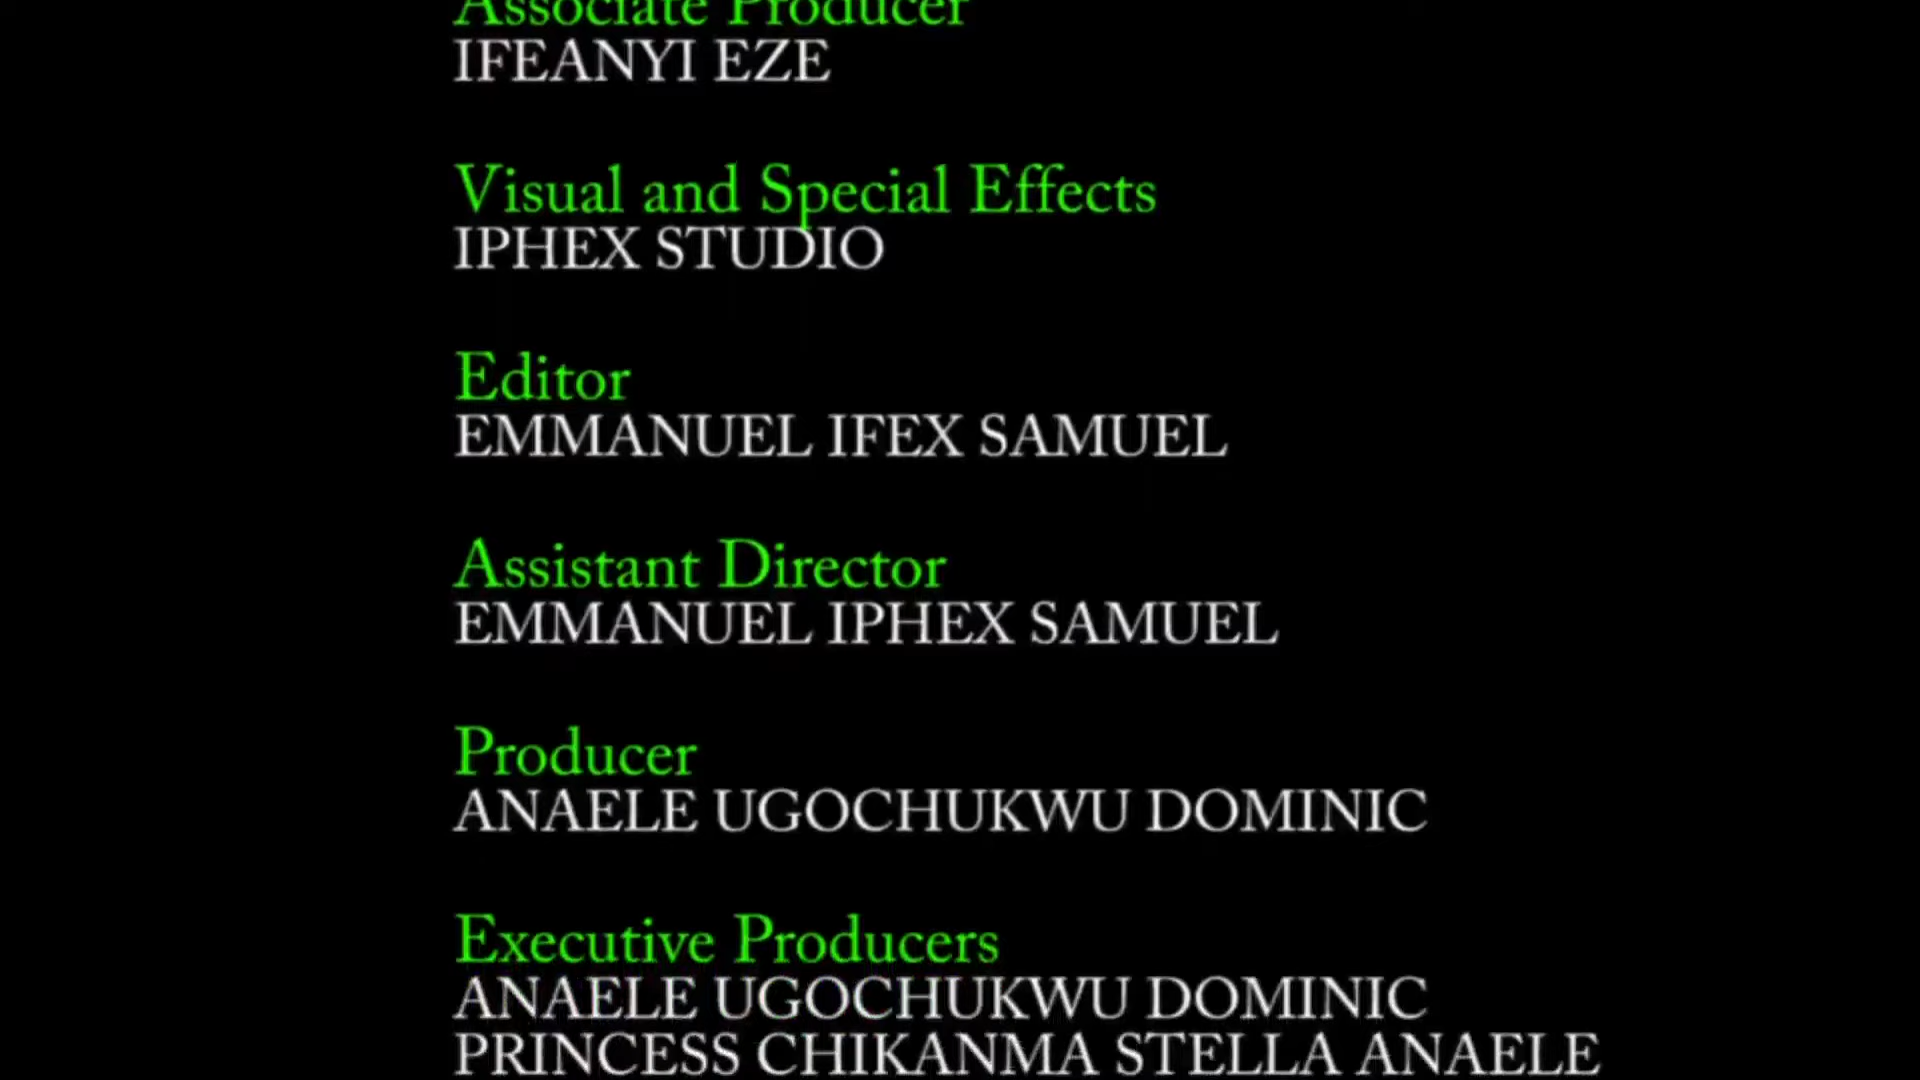 Associate Producer
IFEANYI EZE
Visual and Special Effects
IPHEX STUDIO
Editor
EMMANUEL IFEX SAMUEL
Assistant Director
EMMANUEL IPHEX SAMUEL
Producer
ANAELE UGOCHUKWU DOMINIC
Executive Producers
ANAELE UGOCHUKWU DOMINIC
PRINCESS CHIKANMA STELLA ANAELE